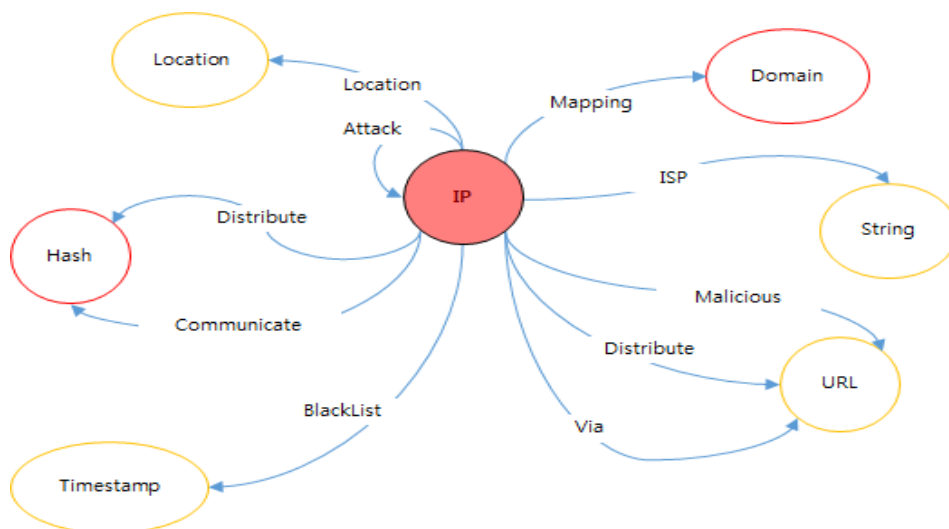 Location
Domain
Location
Mapping
Attack
ISP
IP
Distribute
String
Hash
Malicious
Communicate
Distribute
URL
BlackList
Via
Timestamp